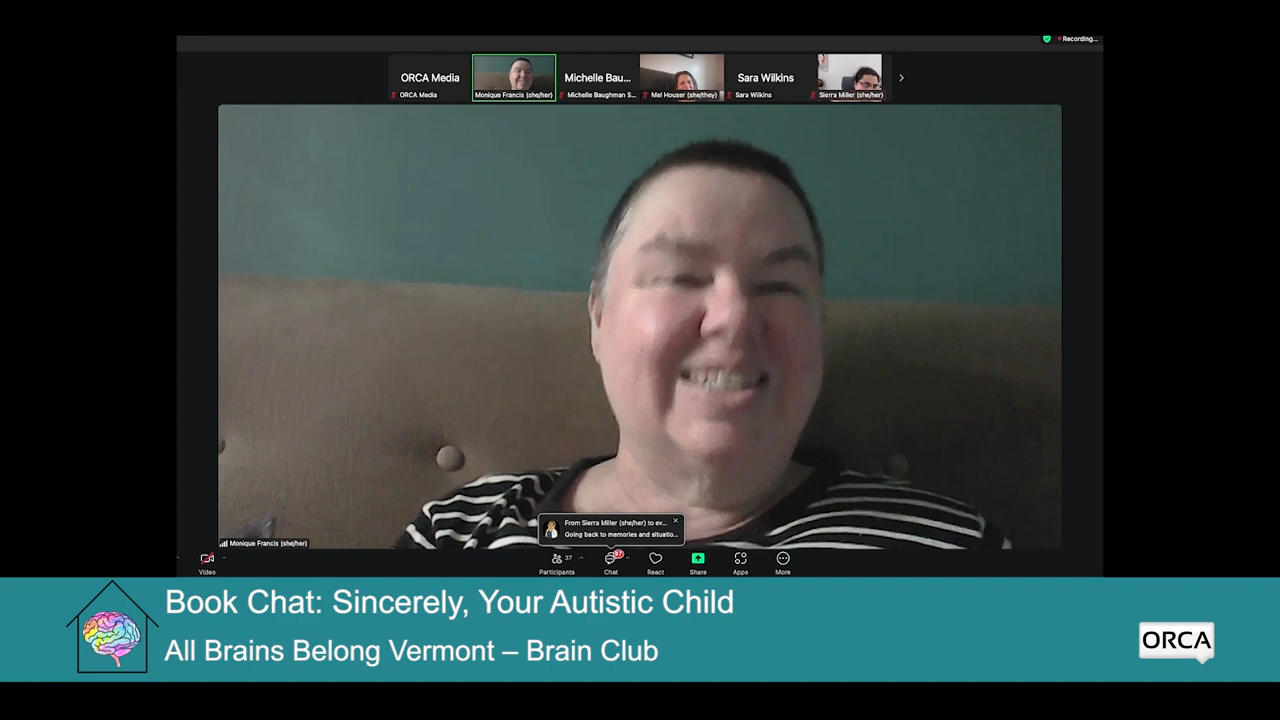 Recording...
ORCA Media
Michelle Bau...
Sara Wilkins
ORCA Media
Monique Francis (she/her)
Michelle Baughman S...
Mel Houser (she/they)
Sara Wilkins
Sierra Miller (she/her)
From Sierra Miller (she/her) to ev...
Going back to memories and situatio...
Monique Francis (she/her)
37
97
Video
Participants
Chat
React
Share
Apps
More
Book Chat: Sincerely, Your Autistic Child
All Brains Belong Vermont – Brain Club
ORCA